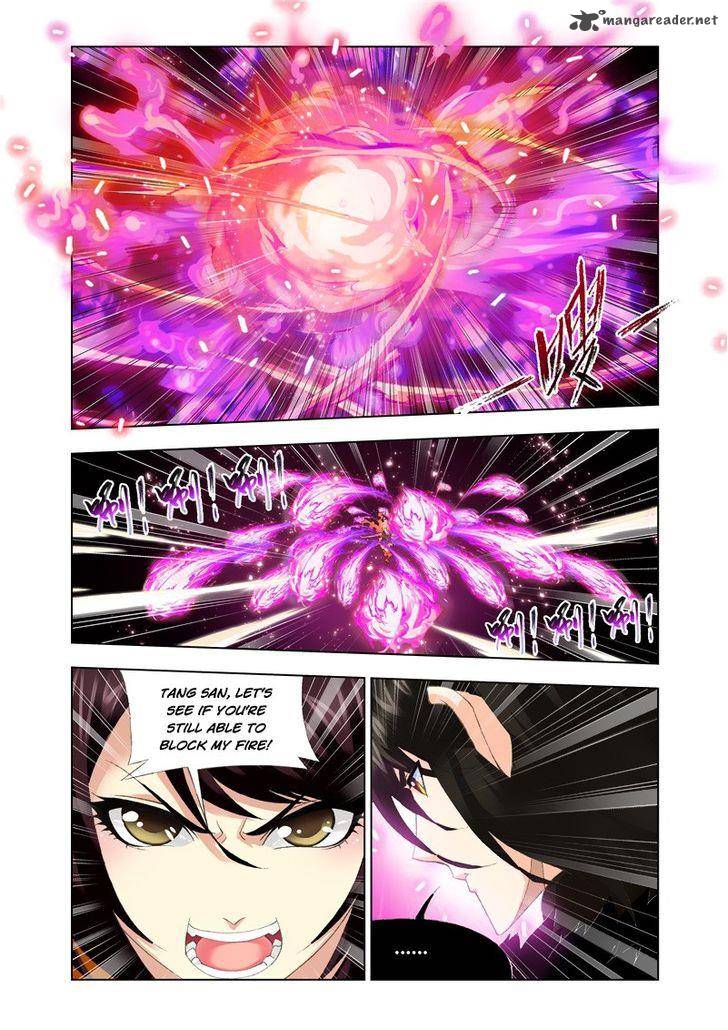 mangareader.net
嗖
唰! 唰! 唰!
唰! 唰! 唰!
TANG SAN, LET'S
SEE IF YOU'RE
STILL ABLE TO
BLOCK MY FIRE!
......